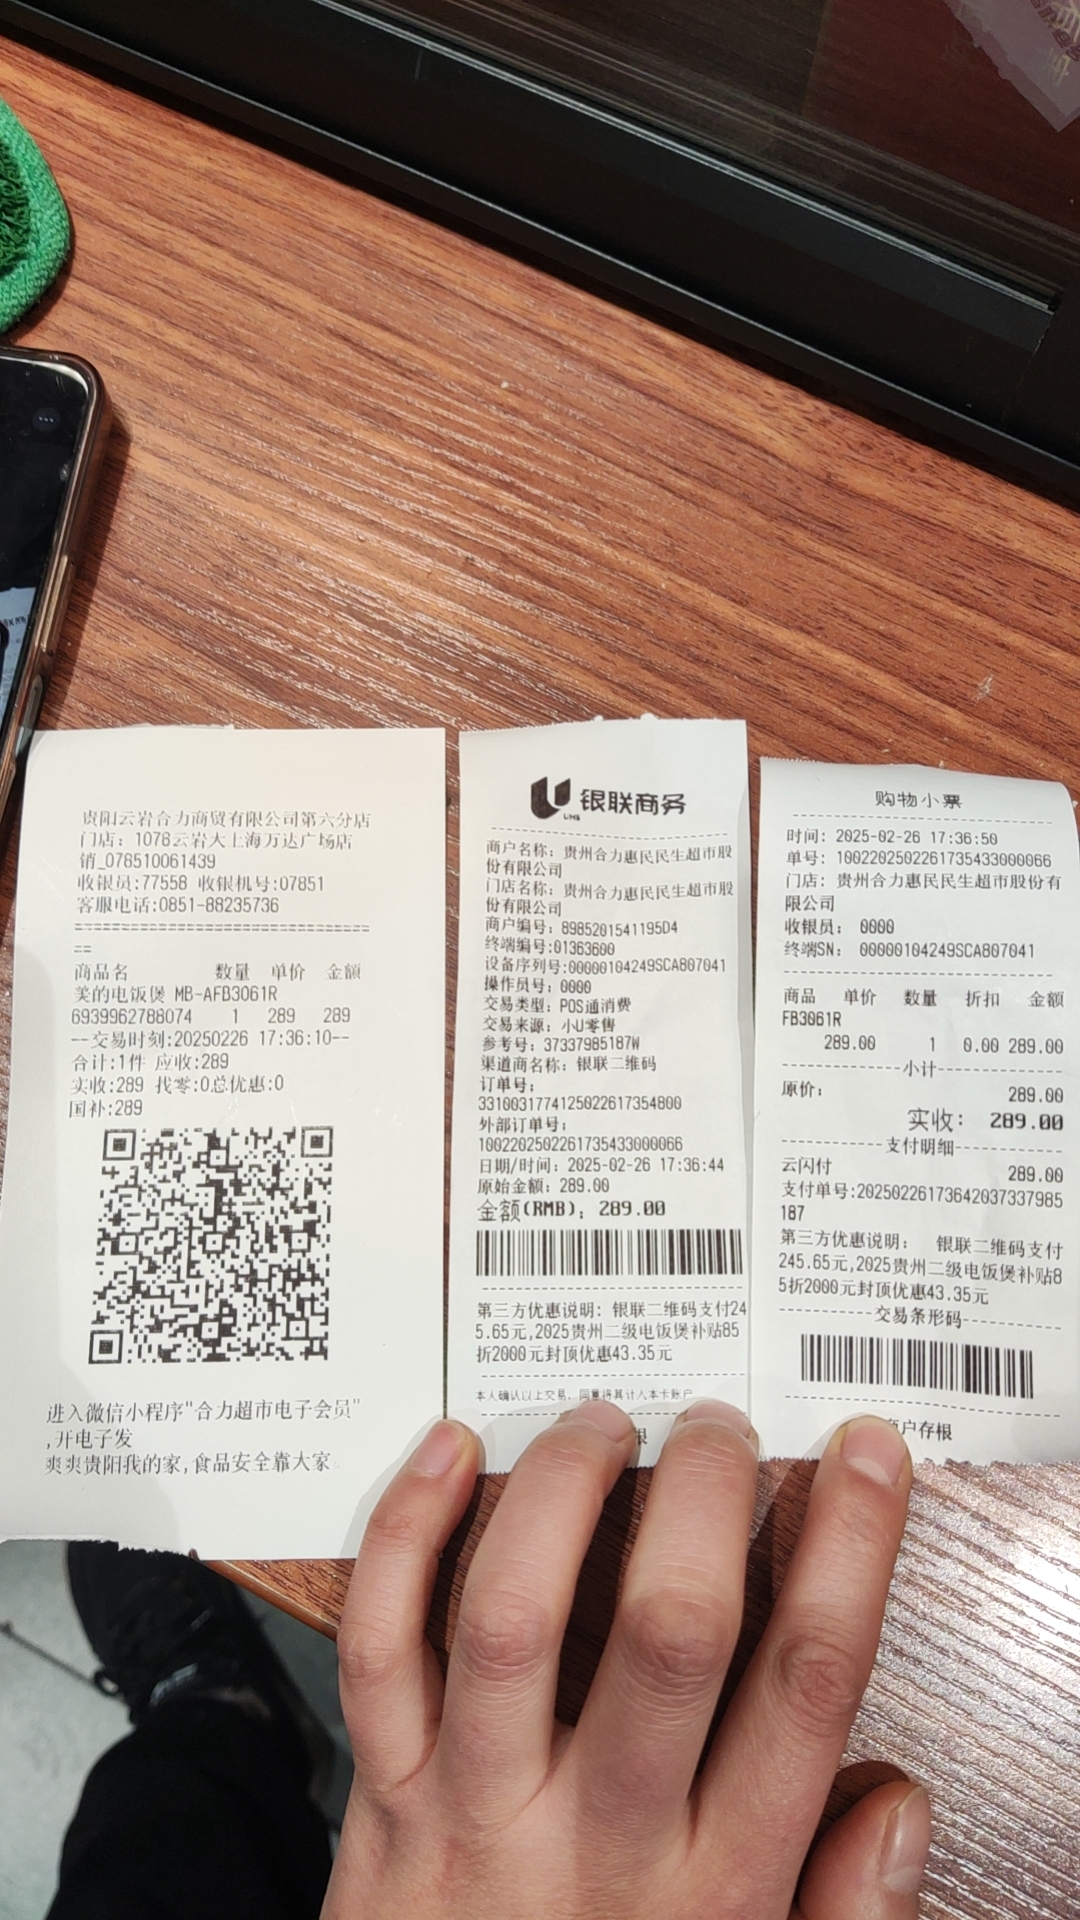 贵阳云岩合力商贸有限公司第六分店
门店：1078云岩大上海万达广场店
销_078510061439
收银员:77558 收银机号:07851
客服电话:0851-88235736
================================
==
商品名 数量 单价 金额
美的电饭煲 MB-AFB3061R
6939962788074 1 289 289
--交易时刻:20250226 17:36:10--
合计:1件 应收:289
实收:289 找零:0总优惠:0
国补:289
进入微信小程序"合力超市电子会员"
,开电子发
爽爽贵阳我的家,食品安全靠大家
银联商务
UMS
商户名称：贵州合力惠民民生超市股
份有限公司
门店名称：贵州合力惠民民生超市股
份有限公司
商户编号：8985201541195D4
终端编号:01363600
设备序列号:00000104249SCA807041
操作员号：0000
交易类型：POS通消费
交易来源：小U零售
参考号：37337985187W
渠道商名称：银联二维码
订单号：
3310031774125022617354800
外部订单号：
1002202502261735433000066
日期/时间：2025-02-26 17:36:44
原始金额：289.00
金额(RMB)：289.00
第三方优惠说明：银联二维码支付24
5.65元,2025贵州二级电饭煲补贴85
折2000元封顶优惠43.35元
本人确认以上交易，同意将其计入本卡账户
根
购物小票
时间：2025-02-26 17:36:50
单号：1002202502261735433000066
门店：贵州合力惠民民生超市股份有
限公司
收银员： 0000
终端SN： 00000104249SCA807041
商品 单价 数量 折扣 金额
FB3061R
289.00 1 0.00 289.00
小计
原价： 289.00
实收： 289.00
支付明细
云闪付 289.00
支付单号:20250226173642037337985
187
第三方优惠说明： 银联二维码支付
245.65元,2025贵州二级电饭煲补贴8
5折2000元封顶优惠43.35元
交易条形码
户存根